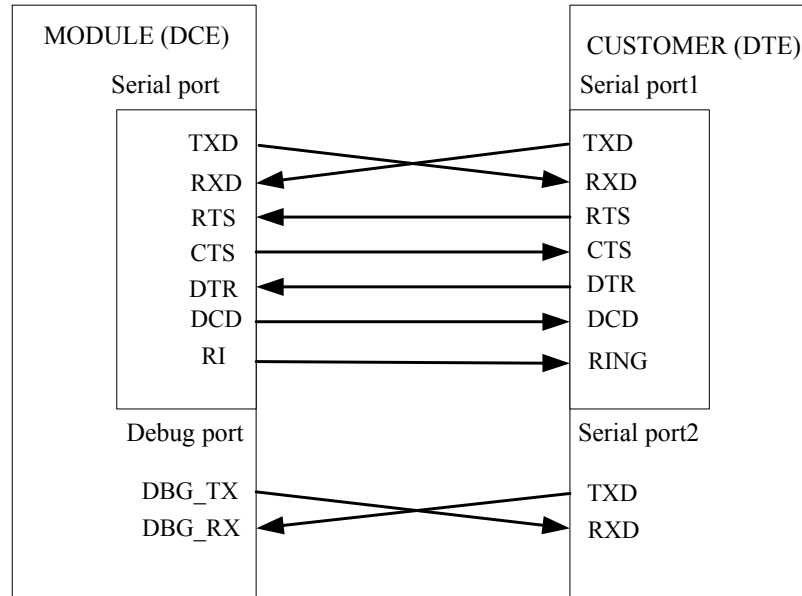 MODULE (DCE)
Serial port
TXD
RXD
RTS
CTS
DTR
DCD
RI
Debug port
DBG_TX
DBG_RX
CUSTOMER (DTE)
Serial port1
TXD
RXD
RTS
CTS
DTR
DCD
RING
Serial port2
TXD
RXD